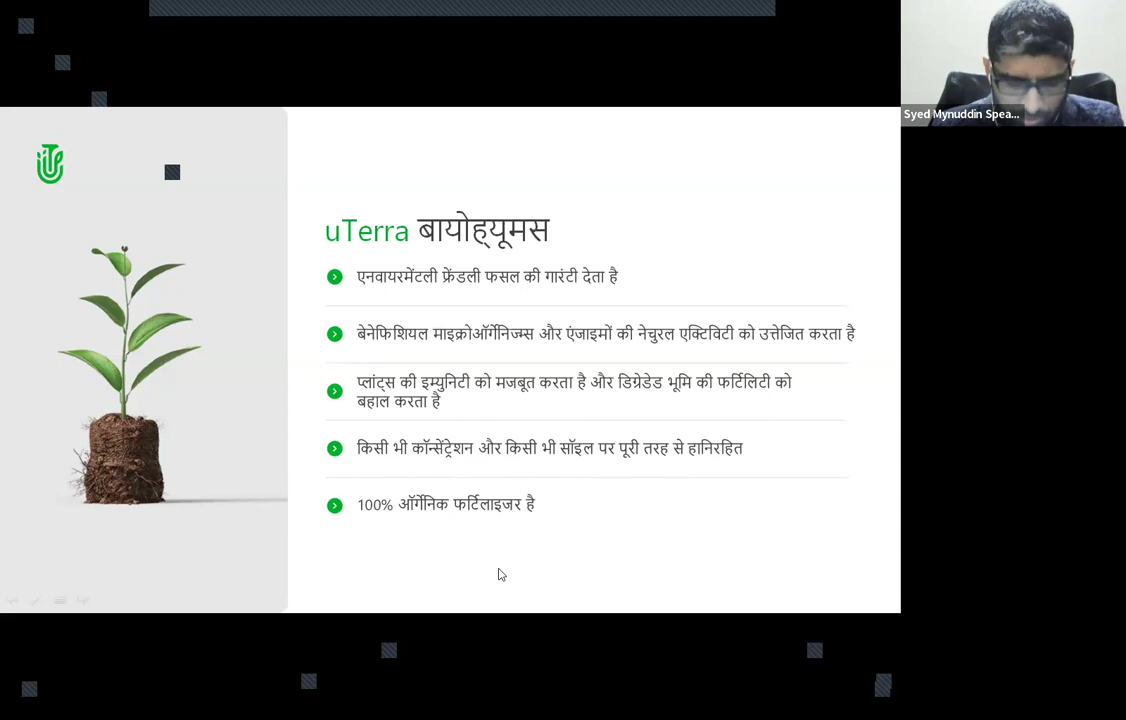 Syed Mynuddin Spea...
uTerra बायोह्यूमस
एनवायरमेंटली फ्रेंडली फसल की गारंटी देता है
बेनेफिशियल माइक्रोऑर्गेनिज्म्स और एंजाइमों की नेचुरल एक्टिविटी को उत्तेजित करता है
प्लांट्स की इम्युनिटी को मजबूत करता है और डिग्रेडेड भूमि की फर्टिलिटी को
बहाल करता है
किसी भी कॉन्सेंट्रेशन और किसी भी सॉइल पर पूरी तरह से हानिरहित
100% ऑर्गेनिक फर्टिलाइजर है